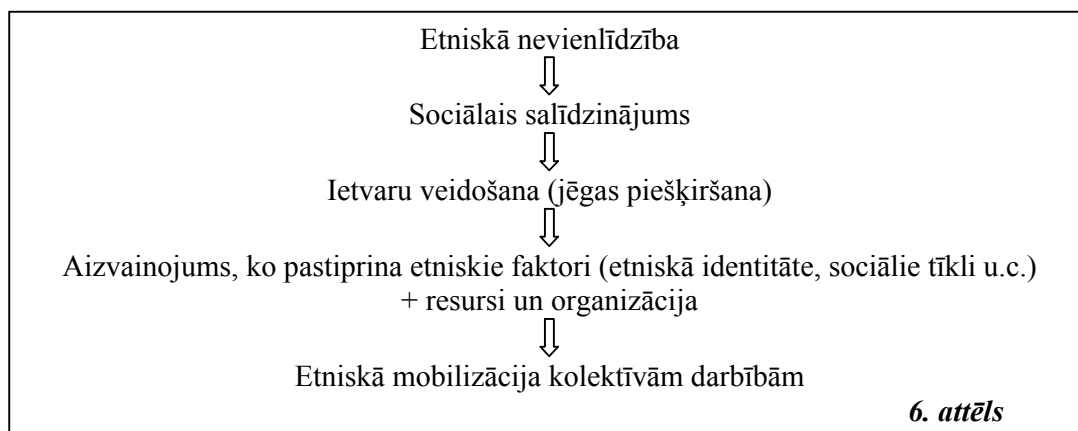 Etniskā nevienlīdzība
Sociālais salīdzinājums
Ietvaru veidošana (jēgas piešķiršana)
Aizvainojums, ko pastiprina etniskie faktori (etniskā identitāte, sociālie tīkli u.c.)
+ resursi un organizācija
Etniskā mobilizācija kolektīvām darbībām
6. attēls